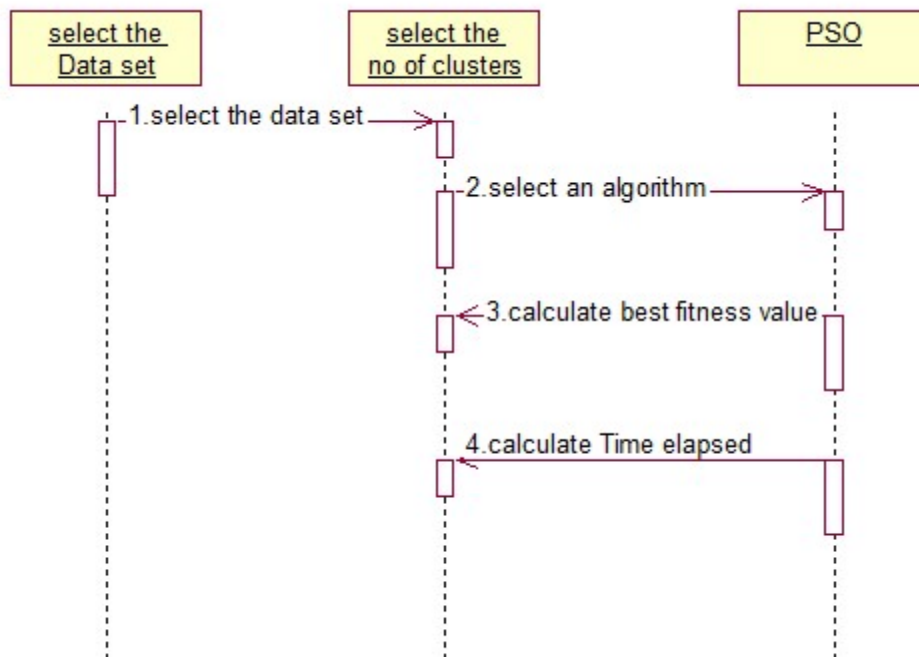 select the
Data set
select the
no of clusters
PSO
1.select the data set
2.select an algorithm
3.calculate best fitness value
4.calculate Time elapsed